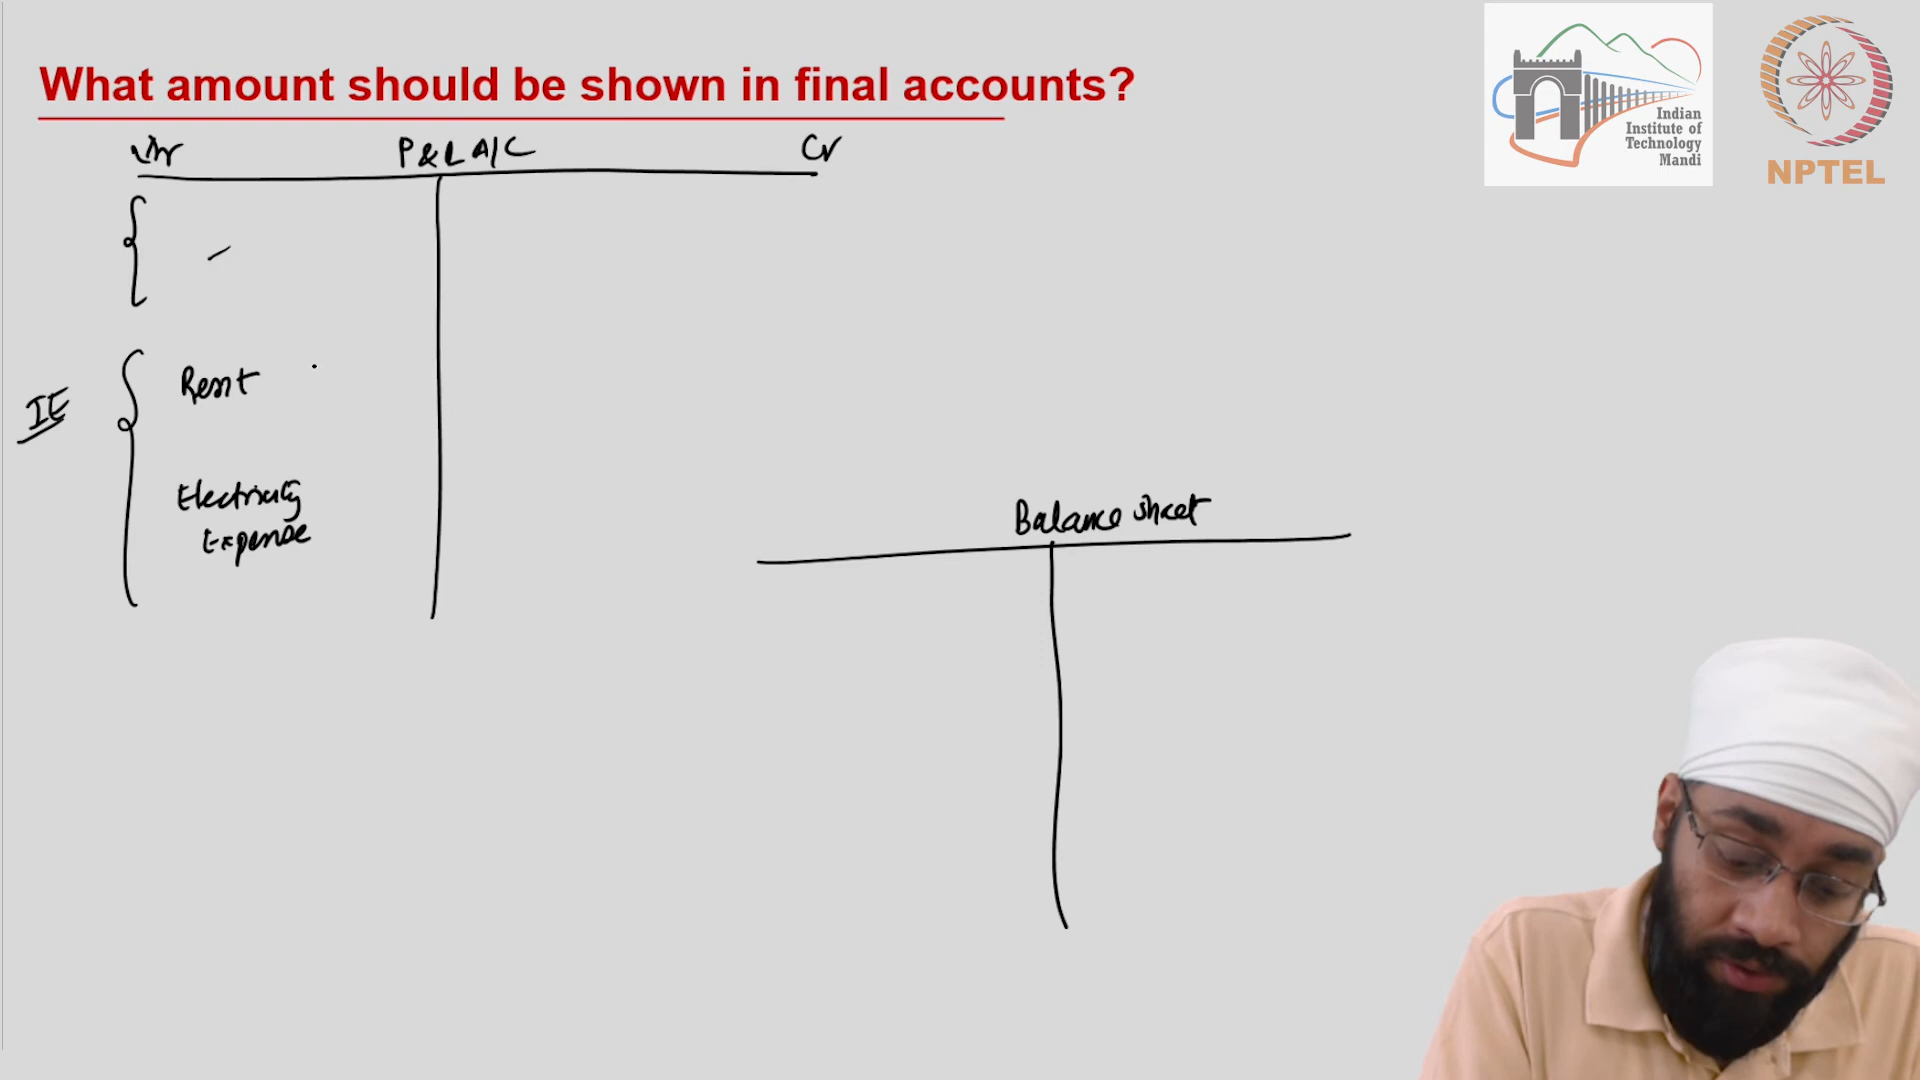 What amount should be shown in final accounts?
Indian
Institute of
Technology
Mandi
NPTEL
Dr P&L A/C Cr
IE
Rent
Electricity
Expense
Balance sheet